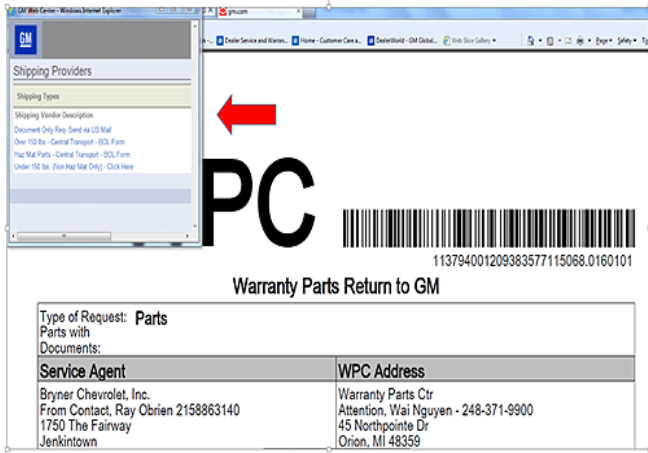 GM Web Center - Windows Internet Explorer
gm.com
Dealer Service and Warran...
Home - Customer Care a...
DealerWorld - GM Global...
Web Slice Gallery
Page
Safety
GM
Shipping Providers
Shipping Types
Shipping Vendor Description
Document Only Req- Send via US Mail
Over 150 lbs - Central Transport - BOL Form
Haz Mat Parts - Central Transport - BOL Form
Under 150 lbs. (Non Haz Mat Only) - Click Here
PC
113794001209383577115068.0160101
Warranty Parts Return to GM
Type of Request: Parts
Parts with
Documents:
Service Agent
WPC Address
Bryner Chevrolet, Inc.
From Contact, Ray Obrien 2158863140
1750 The Fairway
Jenkintown
Warranty Parts Ctr
Attention, Wai Nguyen - 248-371-9900
45 Northpointe Dr
Orion, MI 48359